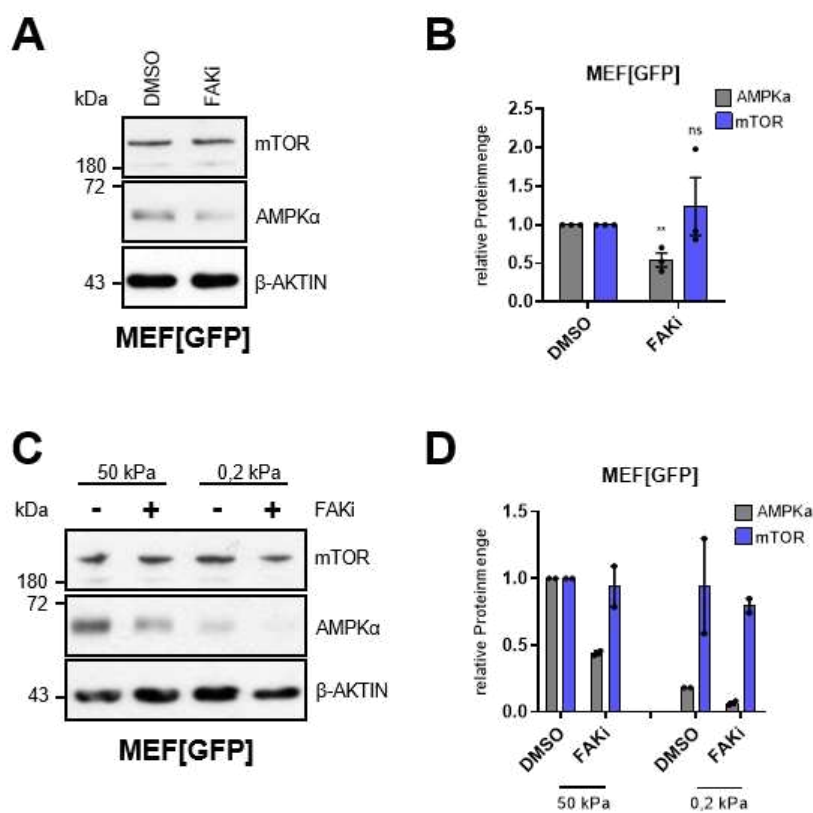 A
kDa
DMSO
FAKi
mTOR
180
72
AMPKα
43
β-AKTIN
MEF[GFP]
B
MEF[GFP]
AMPKa
mTOR
relative Proteinmenge
2.5
2.0
1.5
1.0
0.5
0.0
**
ns
DMSO
FAKi
C
50 kPa
0,2 kPa
kDa
- + - + FAKi
mTOR
180
72
AMPKα
43
β-AKTIN
MEF[GFP]
D
MEF[GFP]
AMPKa
mTOR
relative Proteinmenge
1.5
1.0
0.5
0.0
DMSO
FAKi
DMSO
FAKi
50 kPa
0,2 kPa